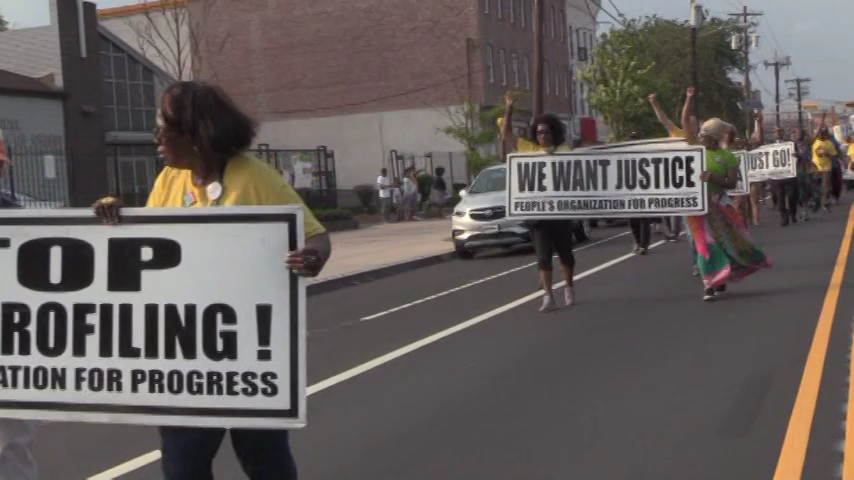 TOP
ROFILING!
ATION FOR PROGRESS
WE WANT JUSTICE
PEOPLE'S ORGANIZATION FOR PROGRESS
UST GO!